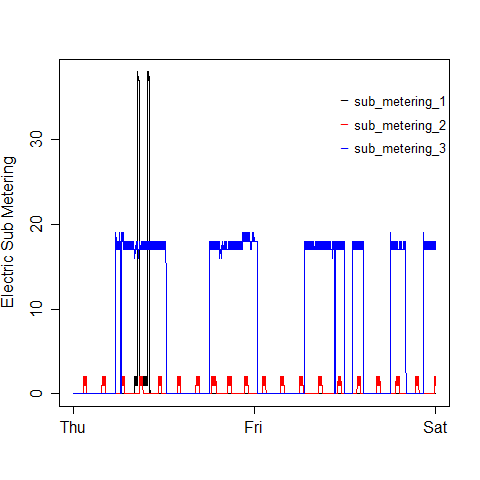 sub_metering_1
sub_metering_2
sub_metering_3
Electric Sub Metering
30
20
10
0
Thu Fri Sat